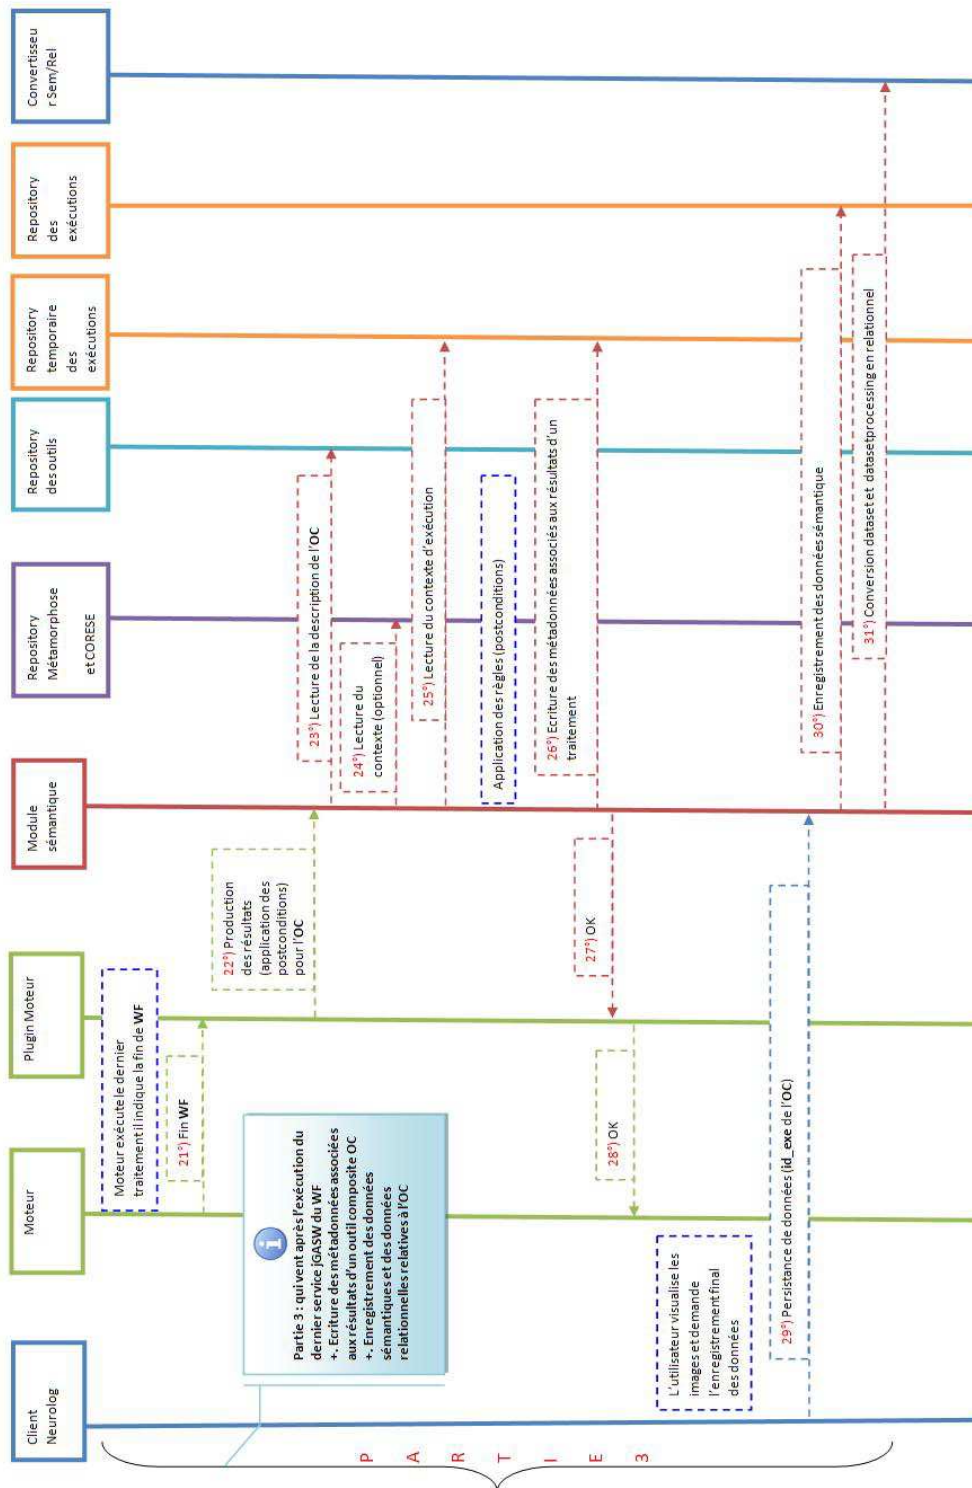 Client
Neurolog
Moteur
Plugin Moteur
Module
sémantique
Repository
Métamorphose
et CORESE
Repository
des outils
Repository
temporaire
des
exécutions
Repository
des
exécutions
Convertisseu
r Sem/Rel
Moteur exécute le dernier
traitement il indique la fin de WF
21°) Fin WF
22°) Production
des résultats
(application des
postconditions)
pour l'OC
Partie 3 : qui vent après l'exécution du
dernier service jGASW du WF
+. Ecriture des métadonnées associées
aux résultats d'un outil composite OC
+. Enregistrement des données
sémantiques et des données
relationnelles relatives à l'OC
23°) Lecture de la description de l'OC
24°) Lecture du
contexte (optionnel)
25°) Lecture du contexte d'exécution
Application des règles (postconditions)
26°) Ecriture des métadonnées associés aux résultats d'un
traitement
27°) OK
28°) OK
L'utilisateur visualise les
images et demande
l'enregistrement final
des données
29°) Persistance de données (id_exe de l'OC)
30°) Enregistrement des données sémantique
31°) Conversion dataset et datasetprocessing en relationnel
P A R T I E 3